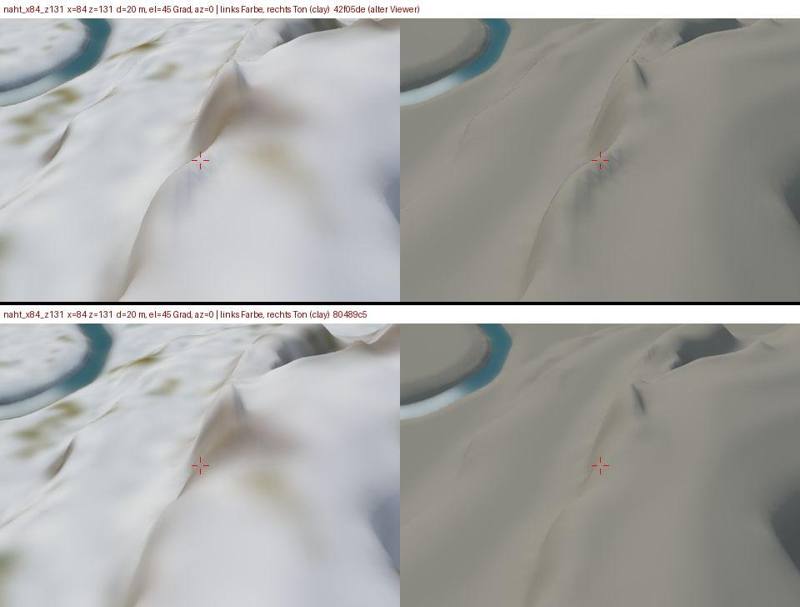 naht_x84_z131 x=84 z=131 d=20 m, el=45 Grad, az=0 | links Farbe, rechts Ton (clay) 42f05de (alter Viewer)
naht_x84_z131 x=84 z=131 d=20 m, el=45 Grad, az=0 | links Farbe, rechts Ton (clay) 80489c5